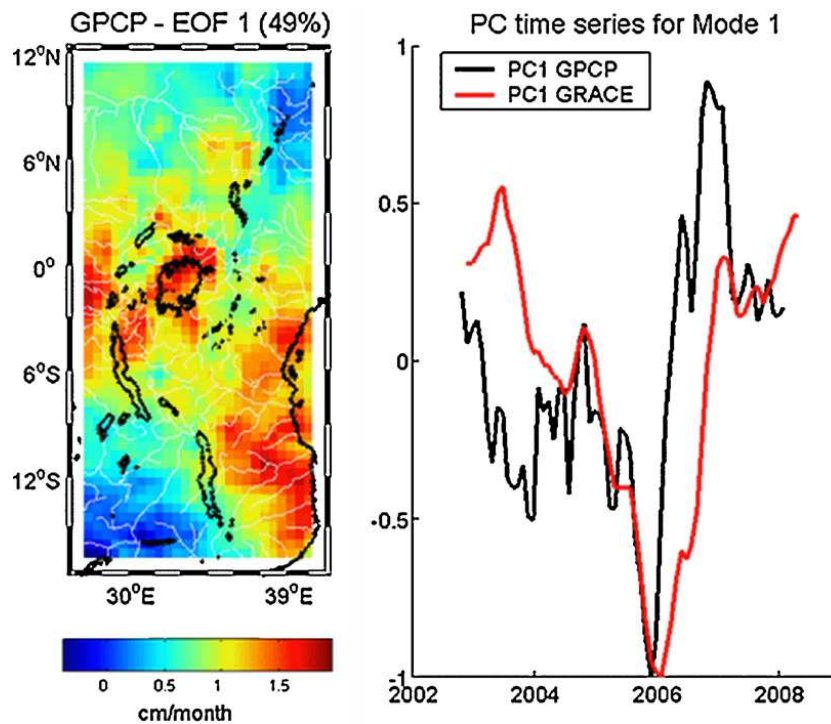 GPCP - EOF 1 (49%)
12°N
6°N
0°
6°S
12°S
30°E
39°E
0
1
1.5
cm/month
PC time series for Mode 1
PC1 GPCP
PC1 GRACE
1
0.5
0
-0.5
-1
2002
2004
2006
2008